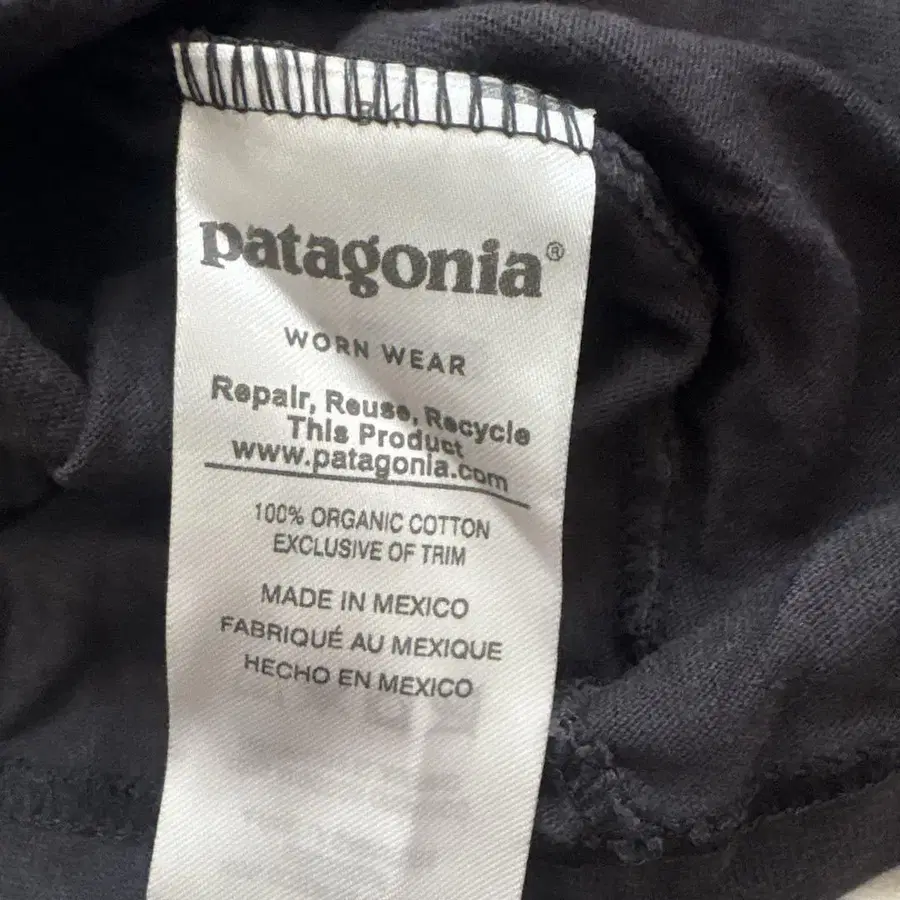 patagonia®
WORN WEAR
Repair, Reuse, Recycle
This Product
www.patagonia.com
100% ORGANIC COTTON
EXCLUSIVE OF TRIM
MADE IN MEXICO
FABRIQUÉ AU MEXIQUE
HECHO EN MEXICO